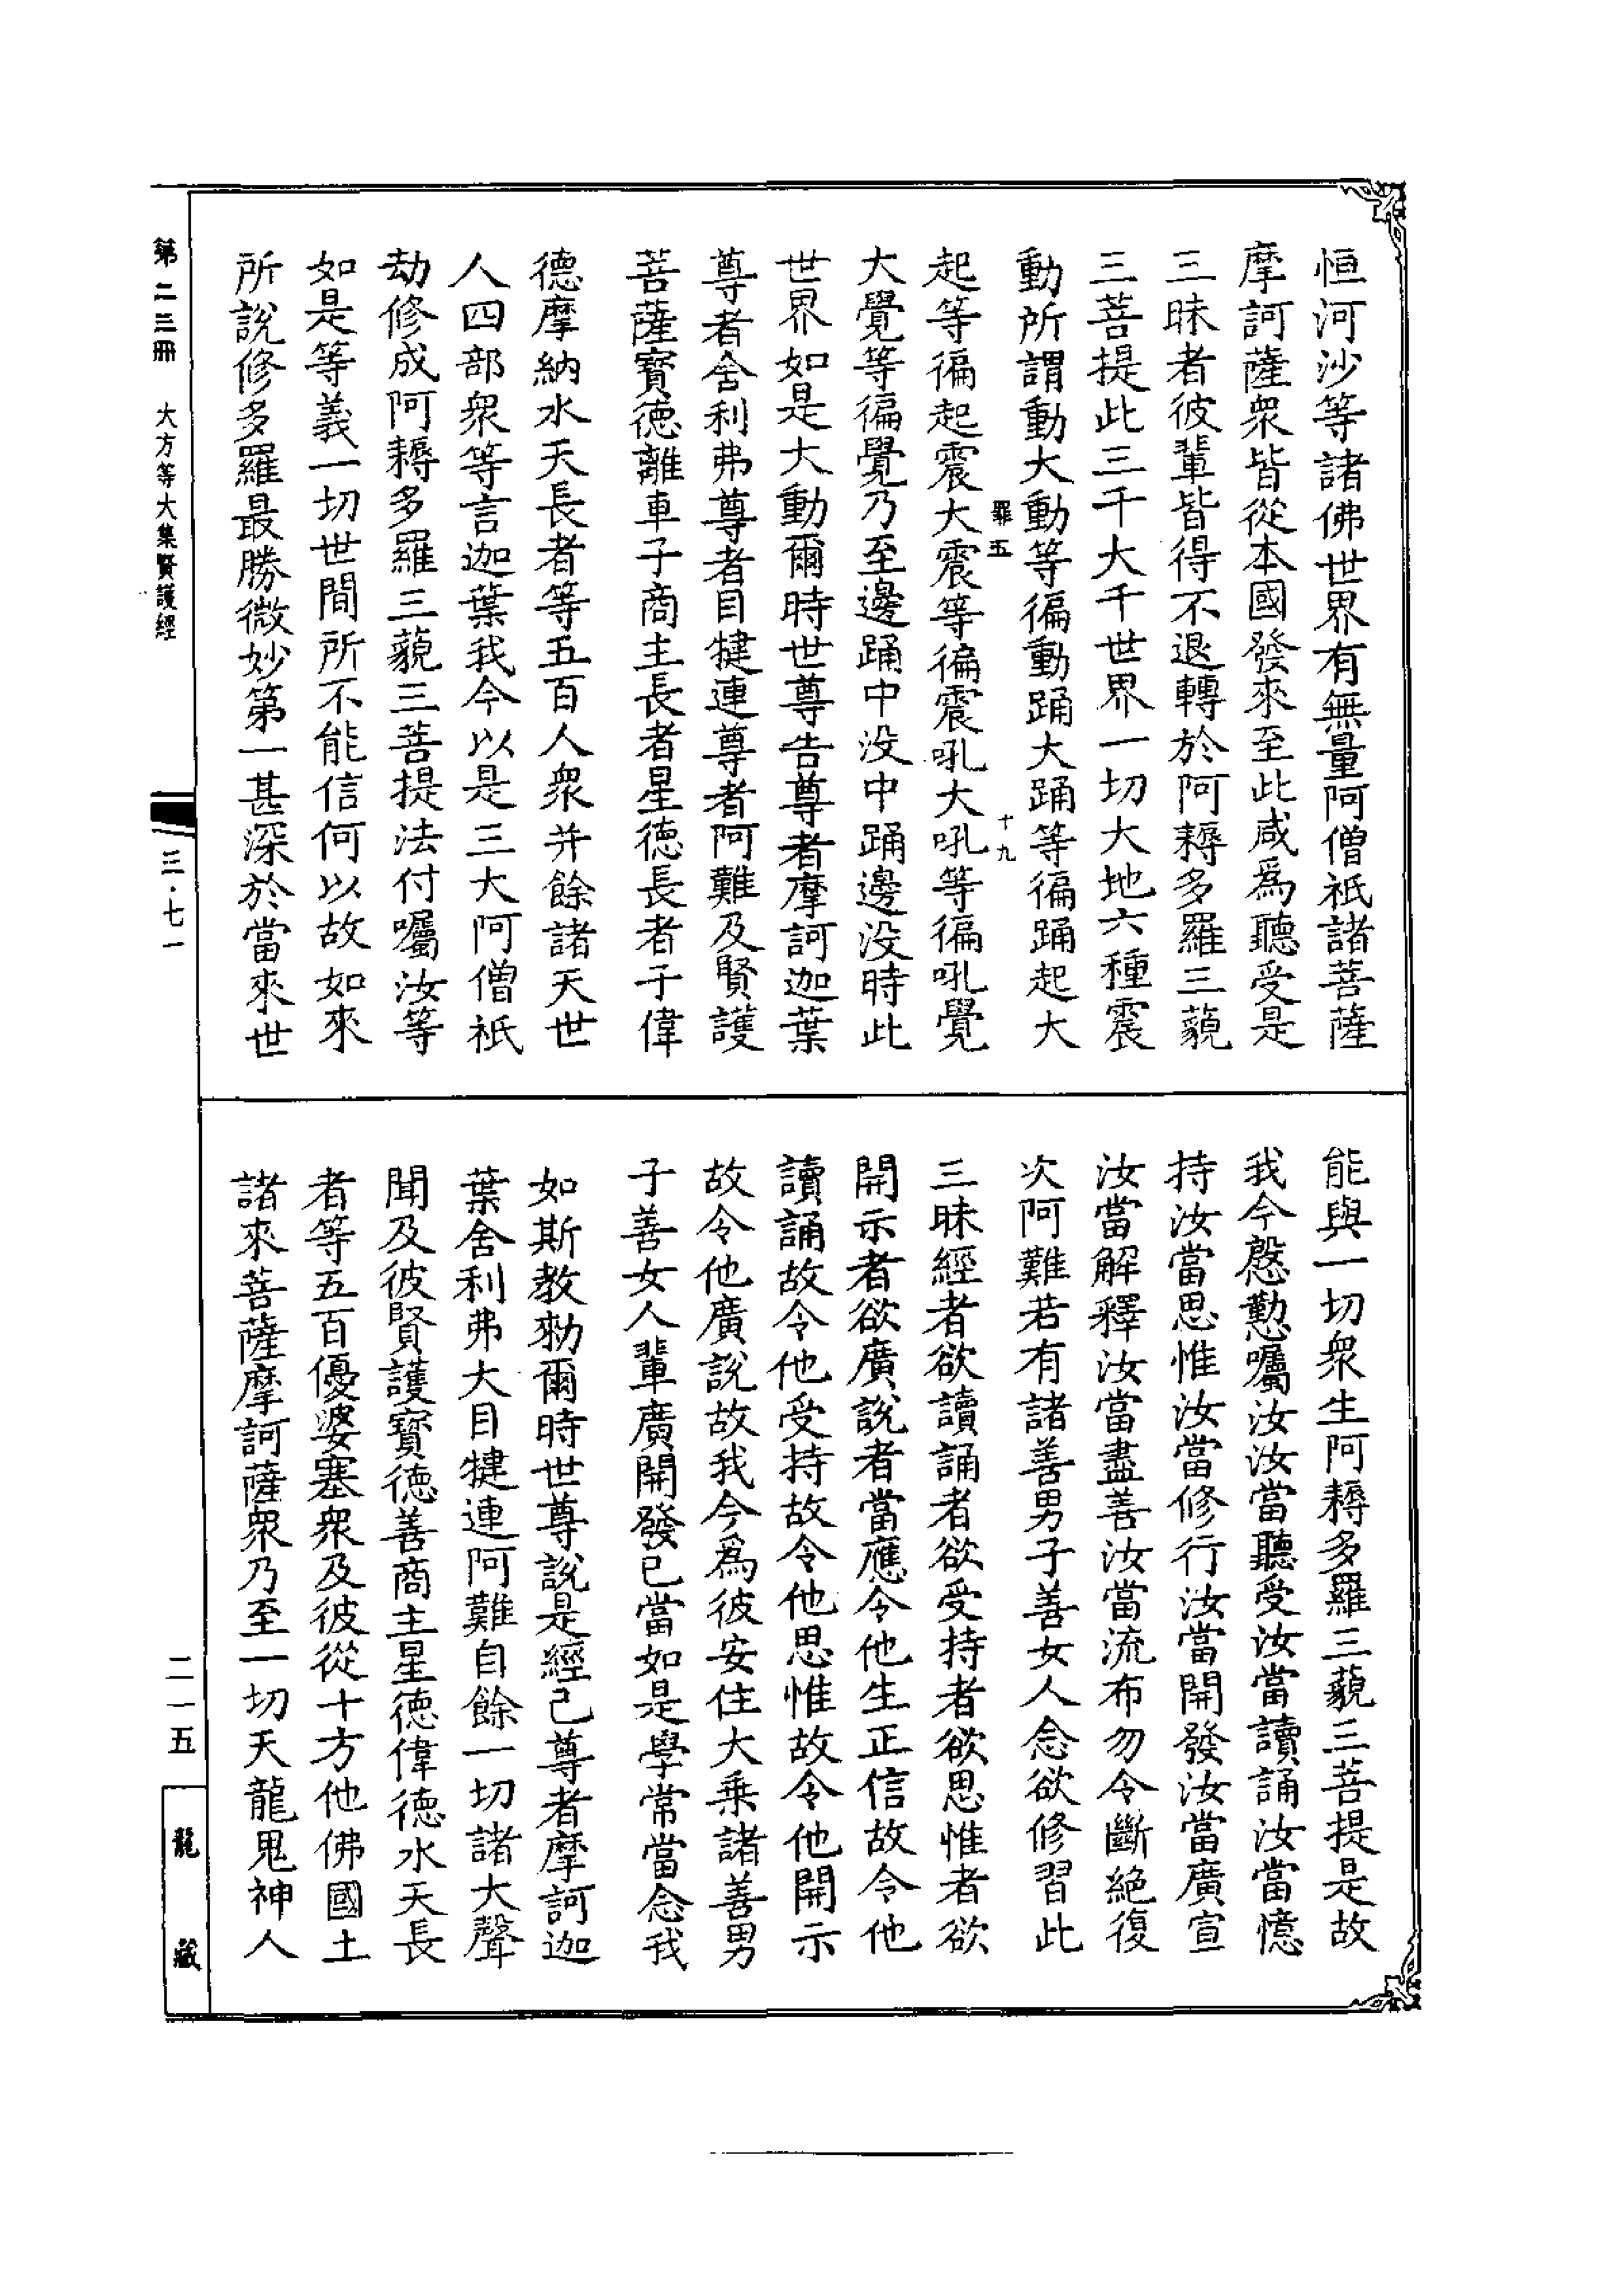 恒河沙等諸佛世界有無量阿僧祇諸菩薩
摩訶薩衆皆從本國發來至此咸爲聽受是
三昧者彼輩皆得不退轉於阿耨多羅三藐
三菩提此三千大千世界一切大地六種震
動所謂動大動等徧動踊大踊等徧踊起大
羣五
十九
起等徧起震大震等徧震吼大吼等徧吼覺
大覺等徧覺乃至邊踊中没中踊邊没時此
世界如是大動爾時世尊告尊者摩訶迦葉
尊者舍利弗尊者目犍連尊者阿難及賢護
菩薩寳德離車子商主長者星德長者子偉
德摩納水天長者等五百人衆并餘諸天世
人四部衆等言迦葉我今以是三大阿僧祇
劫修成阿耨多羅三藐三菩提法付囑汝等
如是等義一切世間所不能信何以故如來
所說修多羅最勝微妙第一甚深於當來世
能與一切衆生阿耨多羅三藐三菩提是故
我今慇懃囑汝汝當聽受汝當讀誦汝當憶
持汝當思惟汝當修行汝當開發汝當廣宣
汝當解釋汝當盡善汝當流布勿令斷絕復
次阿難若有諸善男子善女人念欲修習此
三昧經者欲讀誦者欲受持者欲思惟者欲
開示者欲廣說者當應令他生正信故令他
讀誦故令他受持故令他思惟故令他開示
故令他廣說故我今爲彼安住大乘諸善男
子善女人輩廣開發已當如是學常當念我
如斯教勑爾時世尊說是經已尊者摩訶迦
葉舍利弗大目犍連阿難自餘一切諸大聲
聞及彼賢護寳德善商主星德偉德水天長
者等五百優婆塞衆及彼從十方他佛國土
諸來菩薩摩訶薩衆乃至一切天龍鬼神人
第二三冊　大方等大集賢護經
三·七一
二一五
龍藏